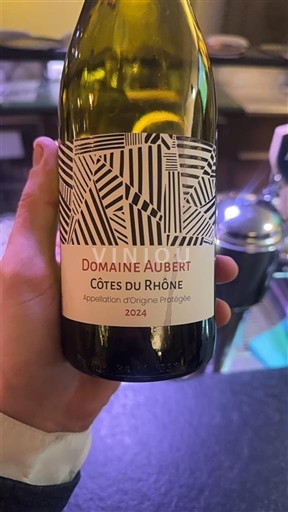 VINIOU
DOMAINE AUBERT
CÔTES DU RHÔNE
Appellation d'Origine Protégée
2024